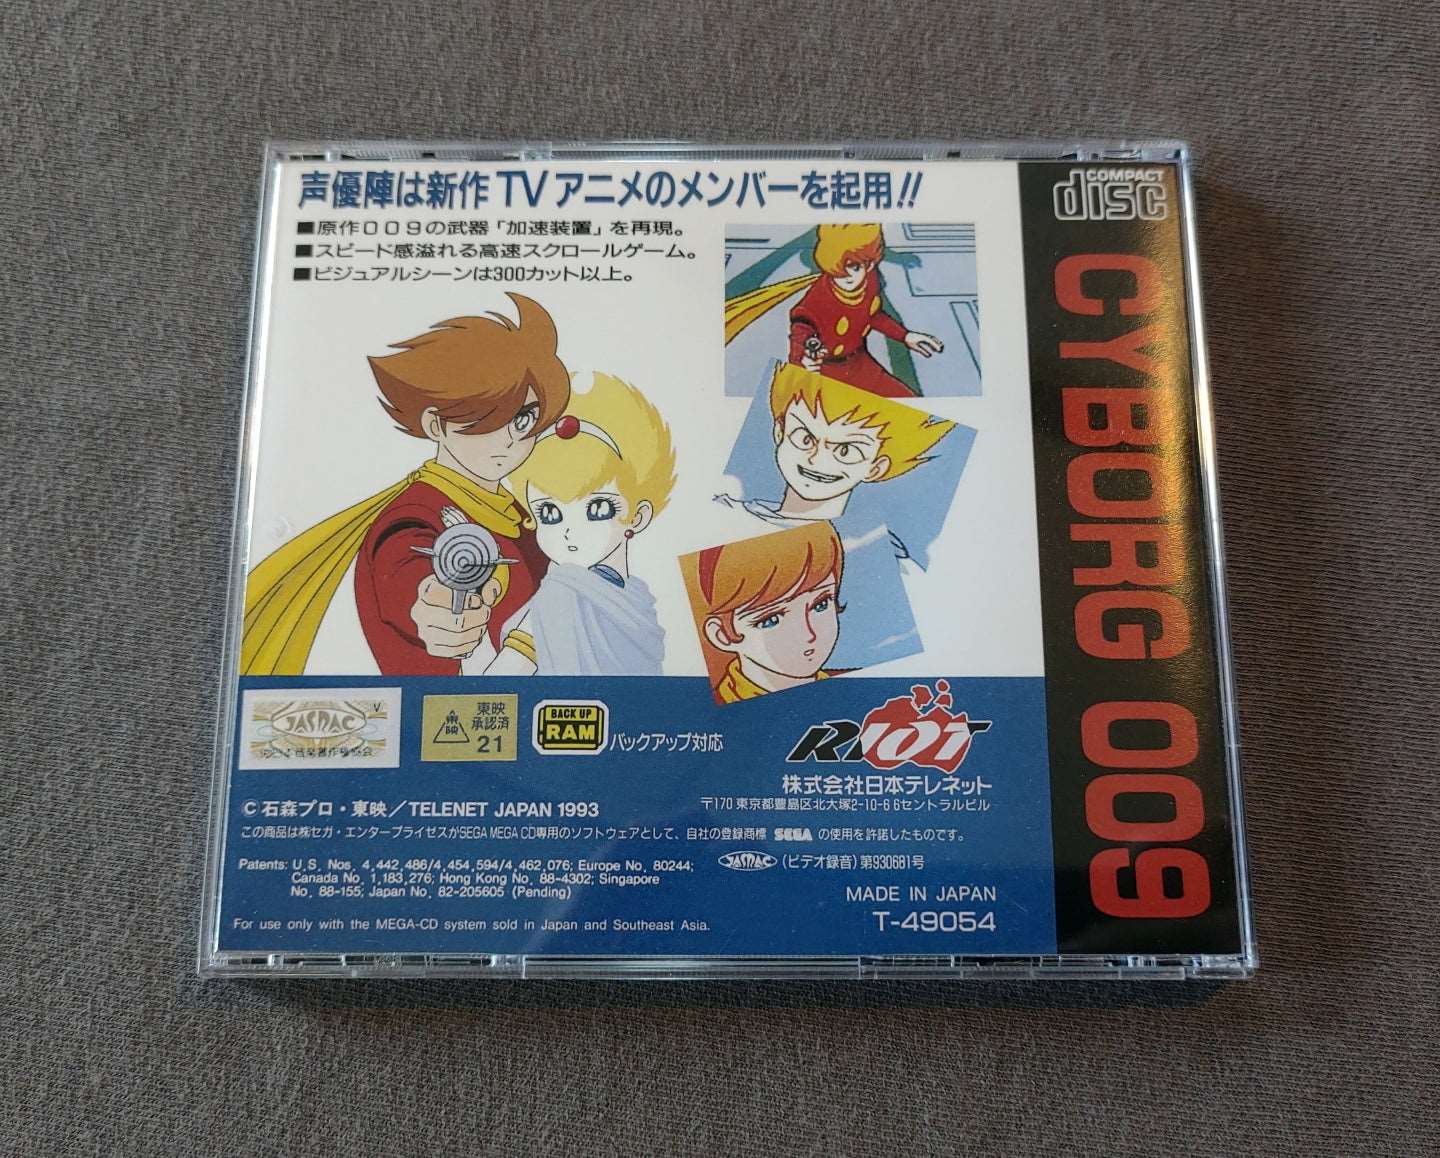 声優陣は新作TVアニメのメンバーを起用!!
■原作009の武器「加速装置」を再現。
■スピード感溢れる高速スクロールゲーム。
■ビジュアルシーンは300カット以上。
COMPACT
disc
CYBORG 009
JASRAC
V
東映
東映
承認済
21
BACK UP
RAM
バックアップ対応
RIOT
株式会社日本テレネット
〒170 東京都豊島区北大塚2-10-6 6セントラルビル
© 石森プロ・東映/TELENET JAPAN 1993
この商品は㈱セガ・エンタープライゼスがSEGA MEGA CD専用のソフトウェアとして、自社の登録商標 SEGA の使用を許諾したものです。
Patents: U.S. Nos. 4,442,486/4,454,594/4,462,076; Europe No. 80244;
Canada No. 1,183,276; Hong Kong No. 88-4302; Singapore
No. 88-155; Japan No. 82-205605 (Pending)
JASRAC (ビデオ録音)第930681号
MADE IN JAPAN
For use only with the MEGA-CD system sold in Japan and Southeast Asia.
T-49054